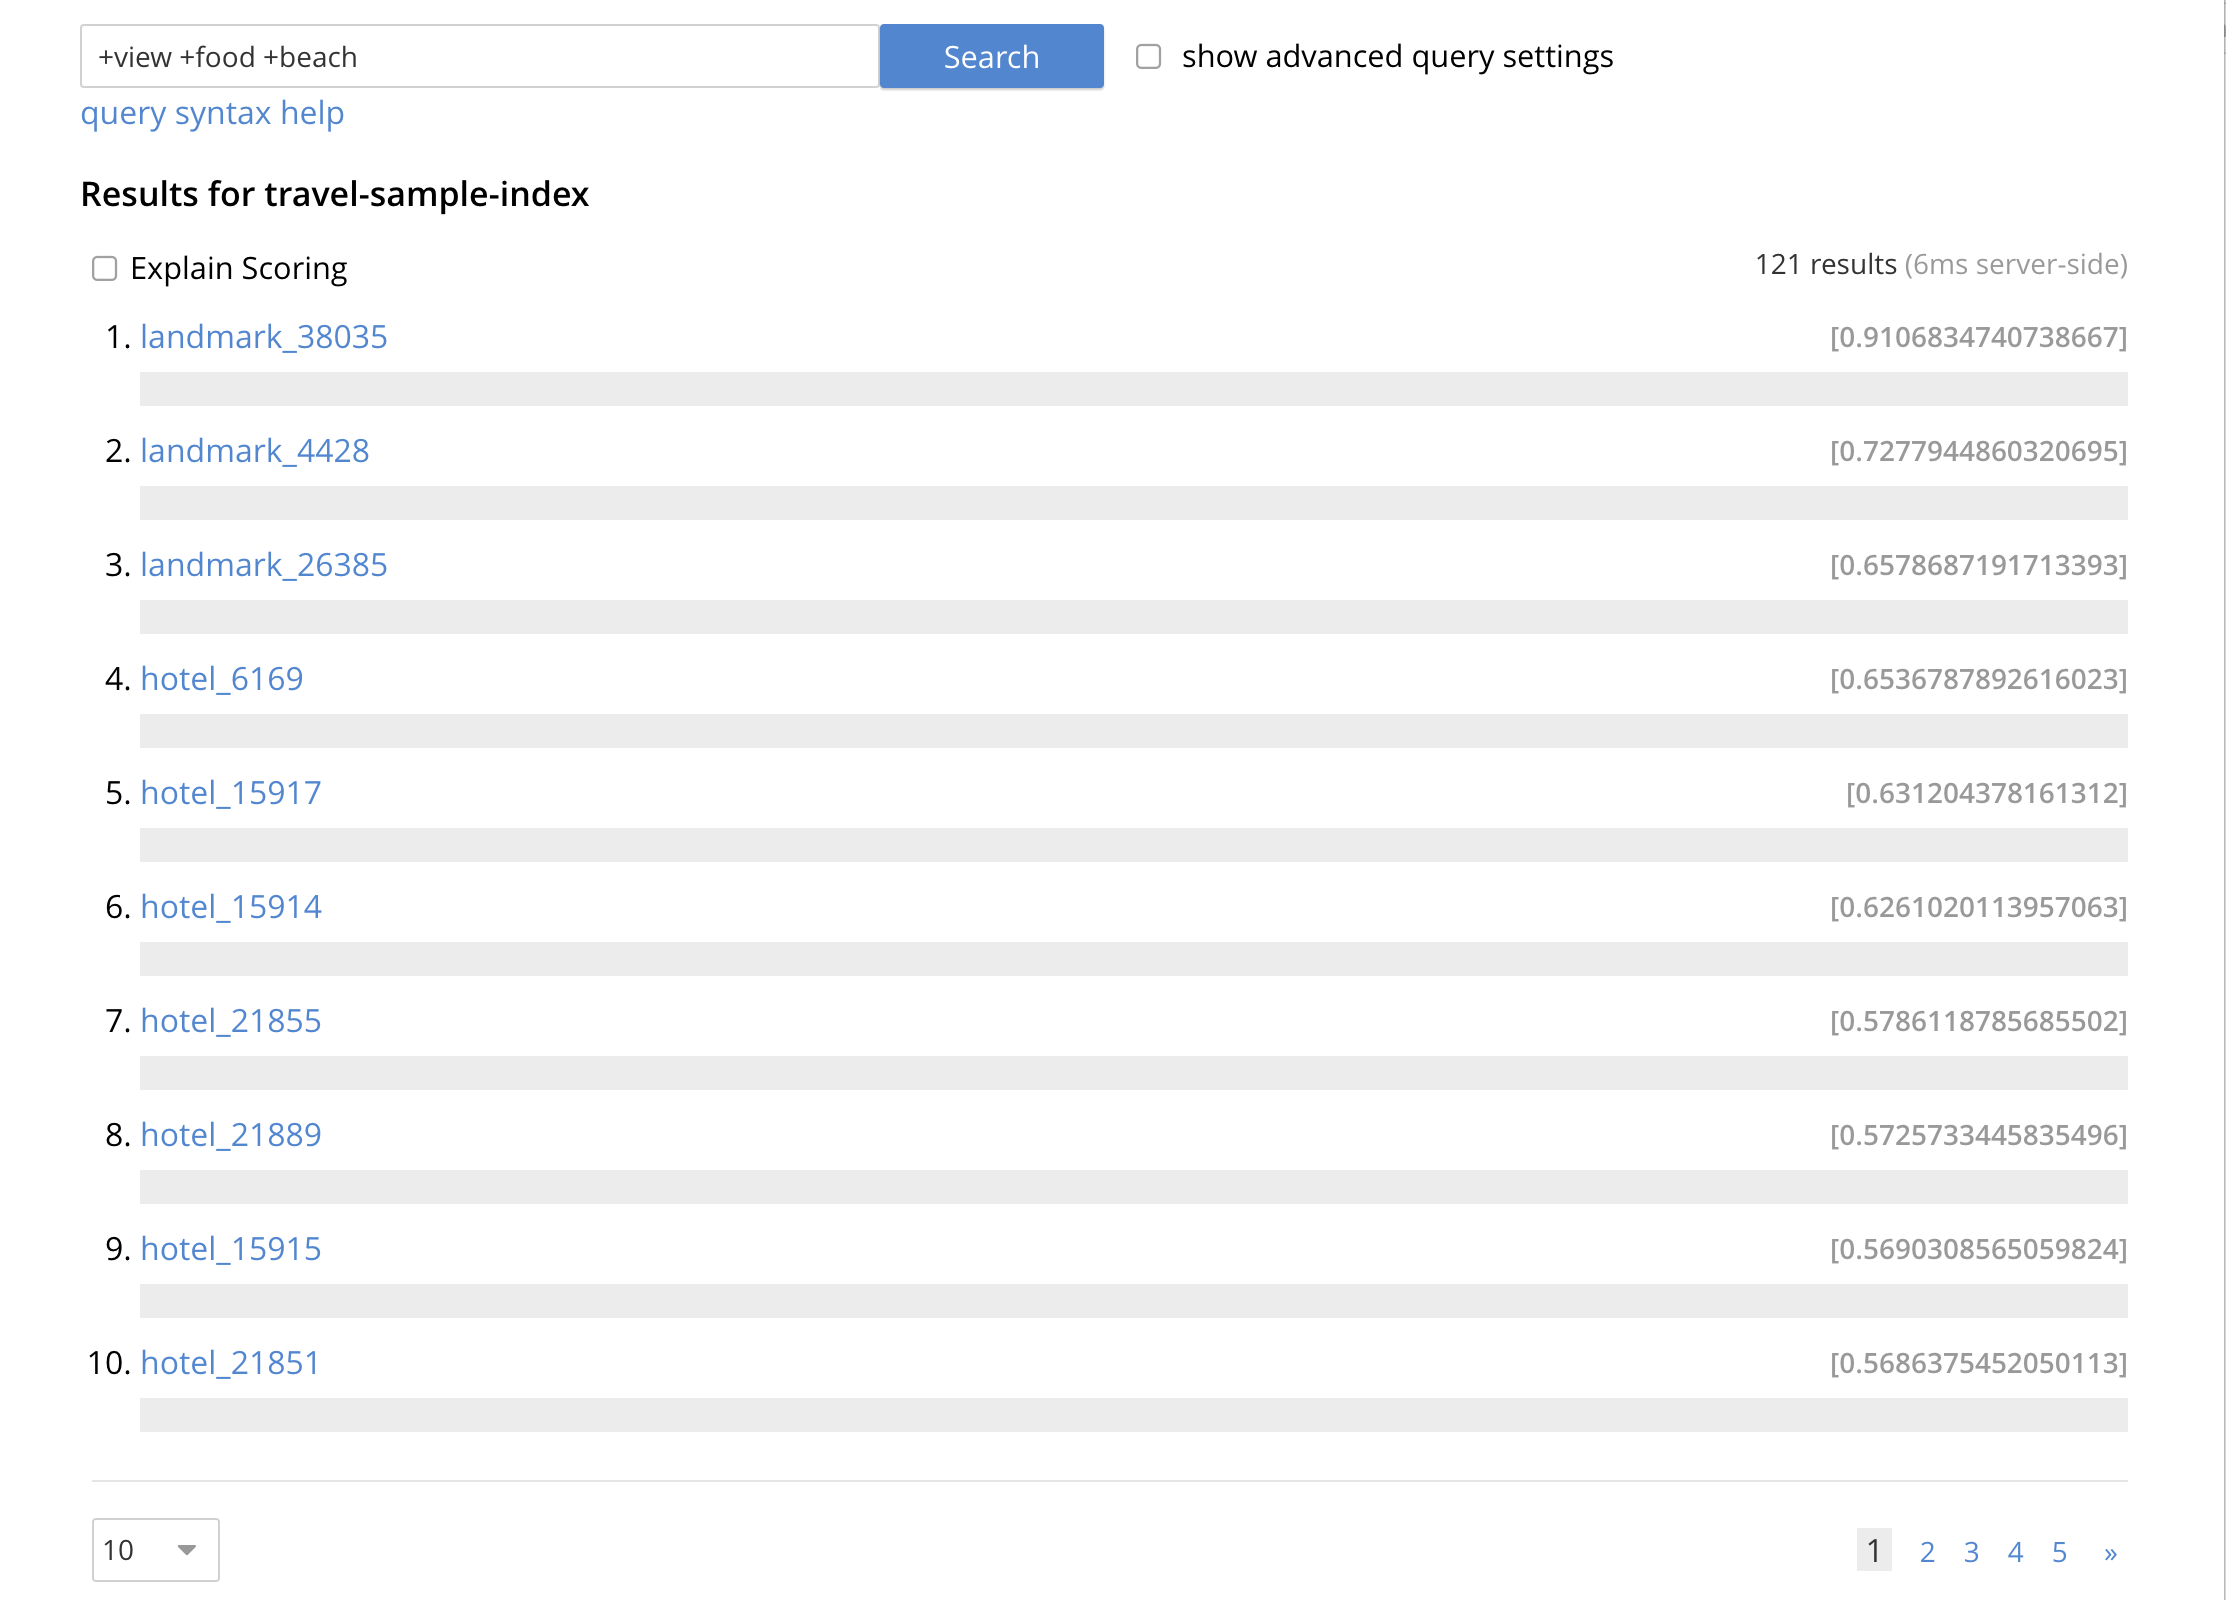 +view +food +beach
Search
show advanced query settings
query syntax help
Results for travel-sample-index
Explain Scoring
121 results (6ms server-side)
1. landmark_38035 [0.9106834740738667]
2. landmark_4428 [0.7277944860320695]
3. landmark_26385 [0.6578687191713393]
4. hotel_6169 [0.6536787892616023]
5. hotel_15917 [0.631204378161312]
6. hotel_15914 [0.6261020113957063]
7. hotel_21855 [0.5786118785685502]
8. hotel_21889 [0.5725733445835496]
9. hotel_15915 [0.5690308565059824]
10. hotel_21851 [0.5686375452050113]
10
1 2 3 4 5 »